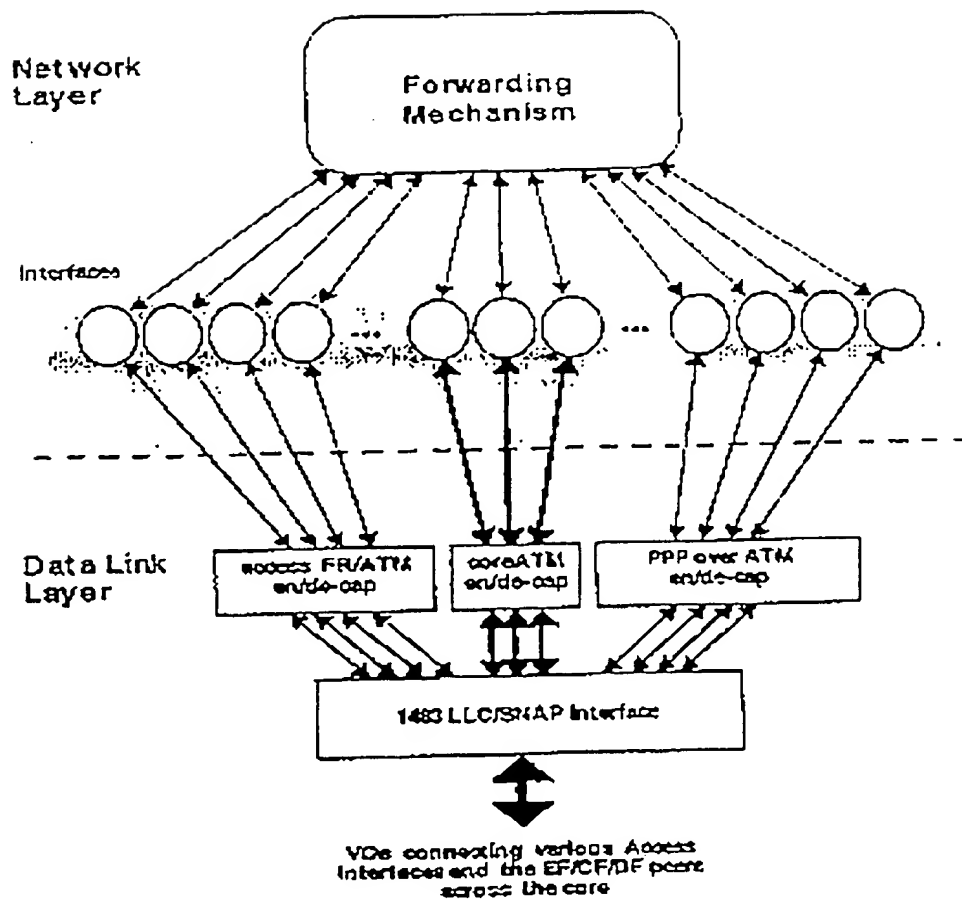 Network
Layer
Forwarding
Mechanism
Interfaces
...
...
Data Link
Layer
access FR/ATM
en/de-cap
coreATM
en/de-cap
PPP over ATM
en/de-cap
1483 LLC/SNAP Interface
VCs connecting various Access
Interfaces and the EF/CF/DF peers
across the core